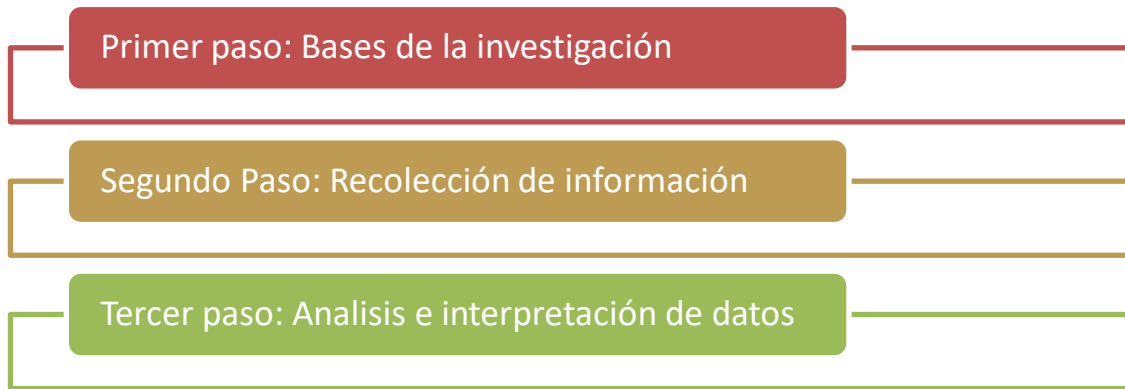 Primer paso: Bases de la investigación
Segundo Paso: Recolección de información
Tercer paso: Analisis e interpretación de datos